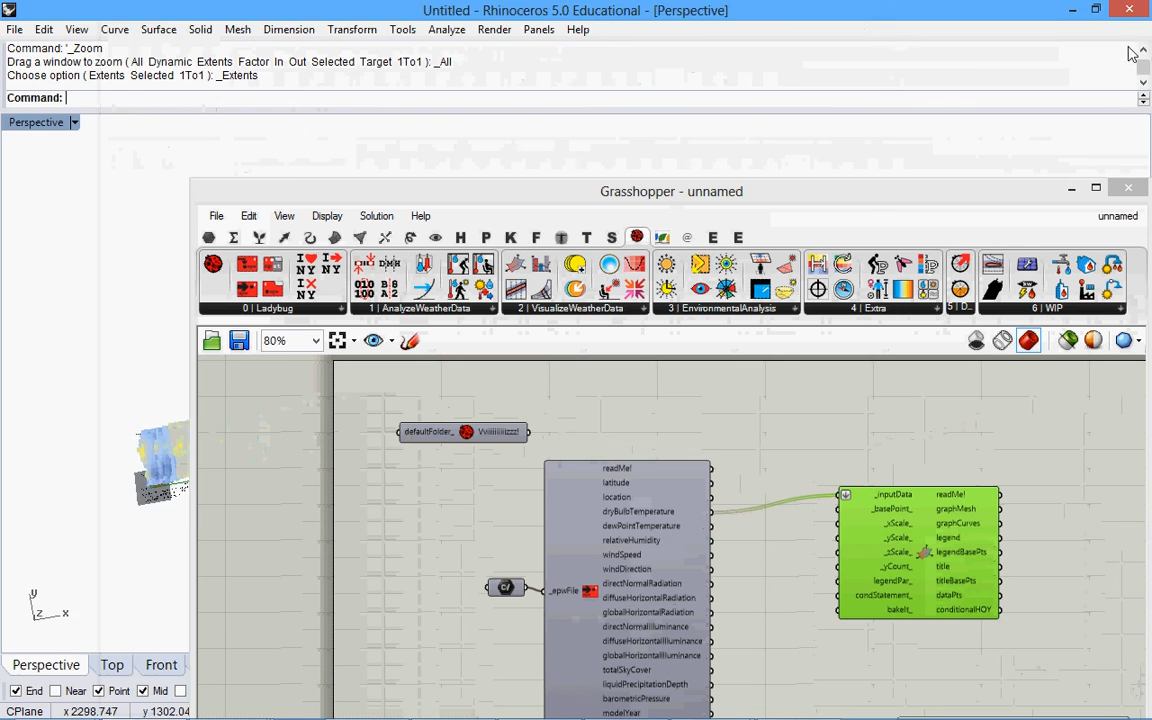 Untitled - Rhinoceros 5.0 Educational - [Perspective]
File Edit View Curve Surface Solid Mesh Dimension Transform Tools Analyze Render Panels Help
Command: '_Zoom
Drag a window to zoom ( All Dynamic Extents Factor In Out Selected Target 1To1 ): _All
Choose option ( Extents Selected 1To1 ): _Extents
Command:
Perspective
Grasshopper - unnamed
File Edit View Display Solution Help unnamed
H P K F T T S @ E E
NY NY
NY
0 | Ladybug 1 | AnalyzeWeatherData 2 | VisualizeWeatherData 3 | EnvironmentalAnalysis 4 | Extra 5 | D... 6 | WIP
80%
defaultFolder_ Vviiiiiiizzz!
readMe!
latitude
location
dryBulbTemperature
dewPointTemperature
relativeHumidity
windSpeed
windDirection
directNormalRadiation
diffuseHorizontalRadiation
globalHorizontalRadiation
directNormalIlluminance
diffuseHorizontalIlluminance
globalHorizontalIlluminance
totalSkyCover
liquidPrecipitationDepth
barometricPressure
modelYear
C/ _epwFile
_inputData readMe!
_basePoint_ graphMesh
_xScale_ graphCurves
_yScale_ legend
_zScale_ legendBasePts
_yCount_ title
legendPar_ titleBasePts
condStatement_ dataPts
bakeIt_ conditionalHOY
y
z x
Perspective Top Front
End Near Point Mid
CPlane x 2298.747 y 1302.04